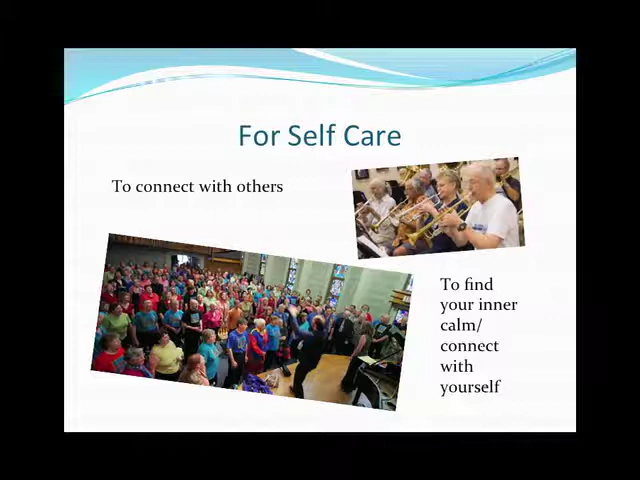 For Self Care
To connect with others
To find
your inner
calm/
connect
with
yourself